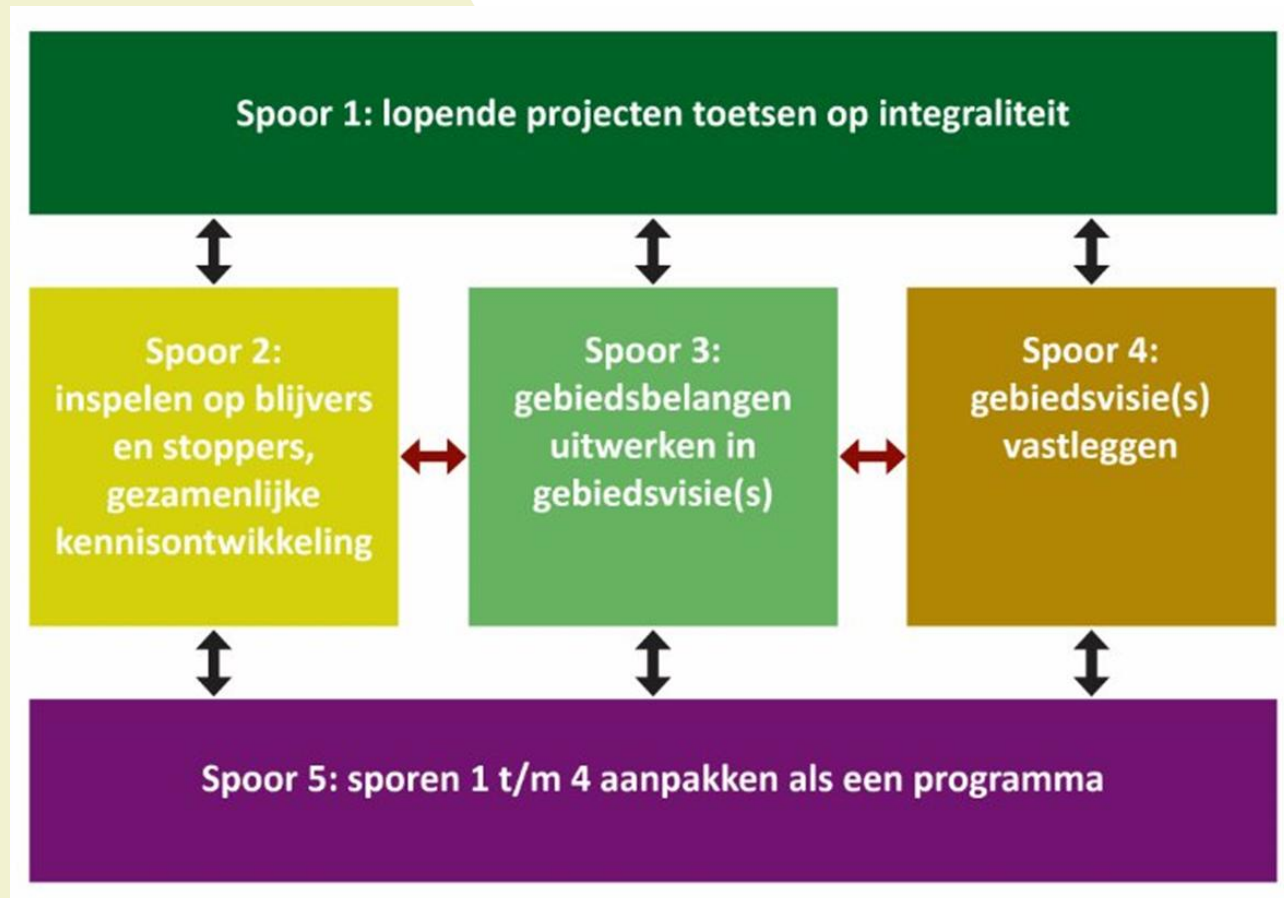 Spoor 1: lopende projecten toetsen op integraliteit
Spoor 2:
inspelen op blijvers
en stoppers,
gezamenlijke
kennisontwikkeling
Spoor 3:
gebiedsbelangen
uitwerken in
gebiedsvisie(s)
Spoor 4:
gebiedsvisie(s)
vastleggen
Spoor 5: sporen 1 t/m 4 aanpakken als een programma